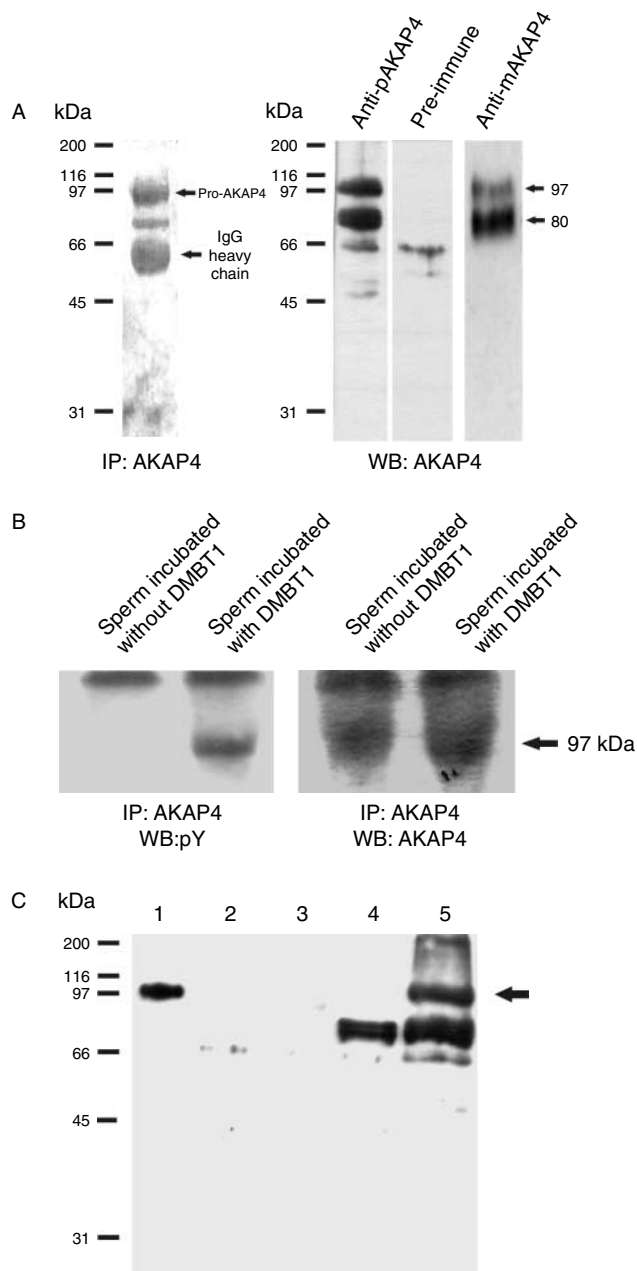 A
kDa
200
116
97
66
45
31
Pro-AKAP4
IgG
heavy
chain
IP: AKAP4
kDa
Anti-pAKAP4
Pre-immune
Anti-mAKAP4
200
116
97
66
45
31
97
80
WB: AKAP4
B
Sperm incubated
without DMBT1
Sperm incubated
with DMBT1
Sperm incubated
without DMBT1
Sperm incubated
with DMBT1
97 kDa
IP: AKAP4
WB:pY
IP: AKAP4
WB: AKAP4
C
kDa
1 2 3 4 5
200
116
97
66
45
31